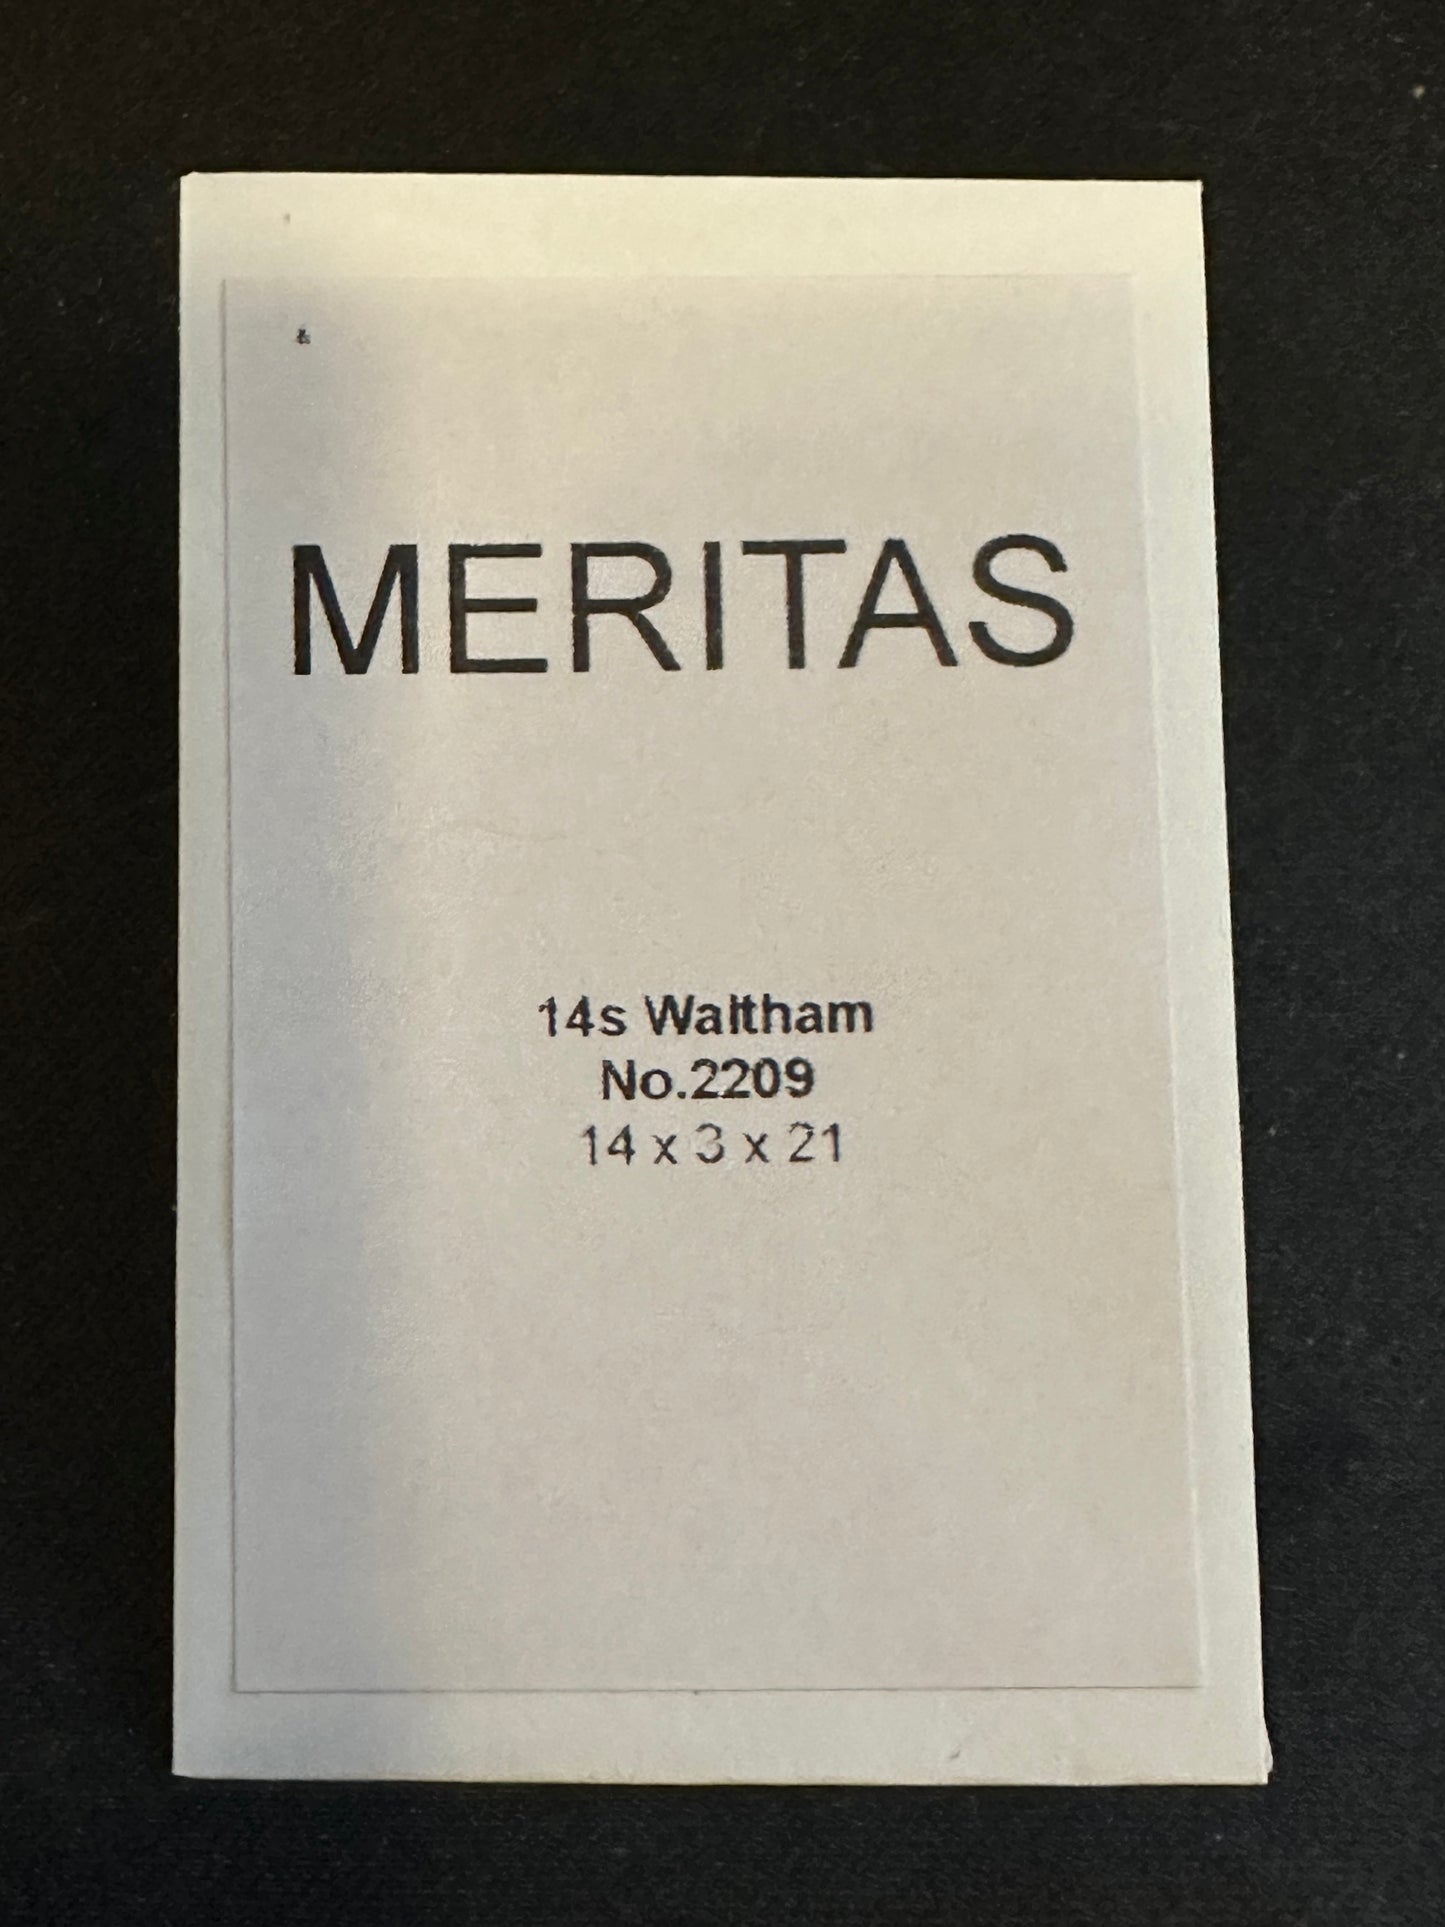 MERITAS
14s Waltham
No.2209
14 x 3 x 21